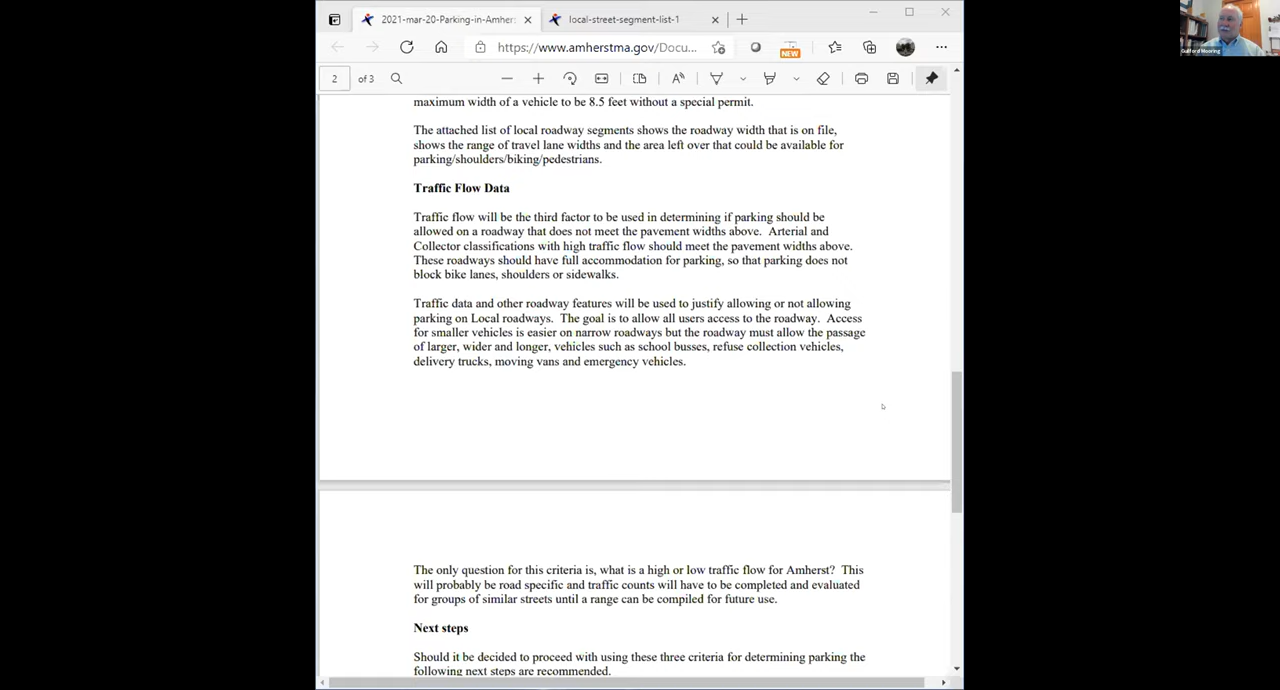 2021-mar-20-Parking-in-Amhers
local-street-segment-list-1
https://www.amherstma.gov/Docu...
NEW
2 of 3
maximum width of a vehicle to be 8.5 feet without a special permit.
The attached list of local roadway segments shows the roadway width that is on file,
shows the range of travel lane widths and the area left over that could be available for
parking/shoulders/biking/pedestrians.
Traffic Flow Data
Traffic flow will be the third factor to be used in determining if parking should be
allowed on a roadway that does not meet the pavement widths above.  Arterial and
Collector classifications with high traffic flow should meet the pavement widths above.
These roadways should have full accommodation for parking, so that parking does not
block bike lanes, shoulders or sidewalks.
Traffic data and other roadway features will be used to justify allowing or not allowing
parking on Local roadways.  The goal is to allow all users access to the roadway.  Access
for smaller vehicles is easier on narrow roadways but the roadway must allow the passage
of larger, wider and longer, vehicles such as school busses, refuse collection vehicles,
delivery trucks, moving vans and emergency vehicles.
The only question for this criteria is, what is a high or low traffic flow for Amherst?  This
will probably be road specific and traffic counts will have to be completed and evaluated
for groups of similar streets until a range can be compiled for future use.
Next steps
Should it be decided to proceed with using these three criteria for determining parking the
following next steps are recommended.
Guilford Mooring